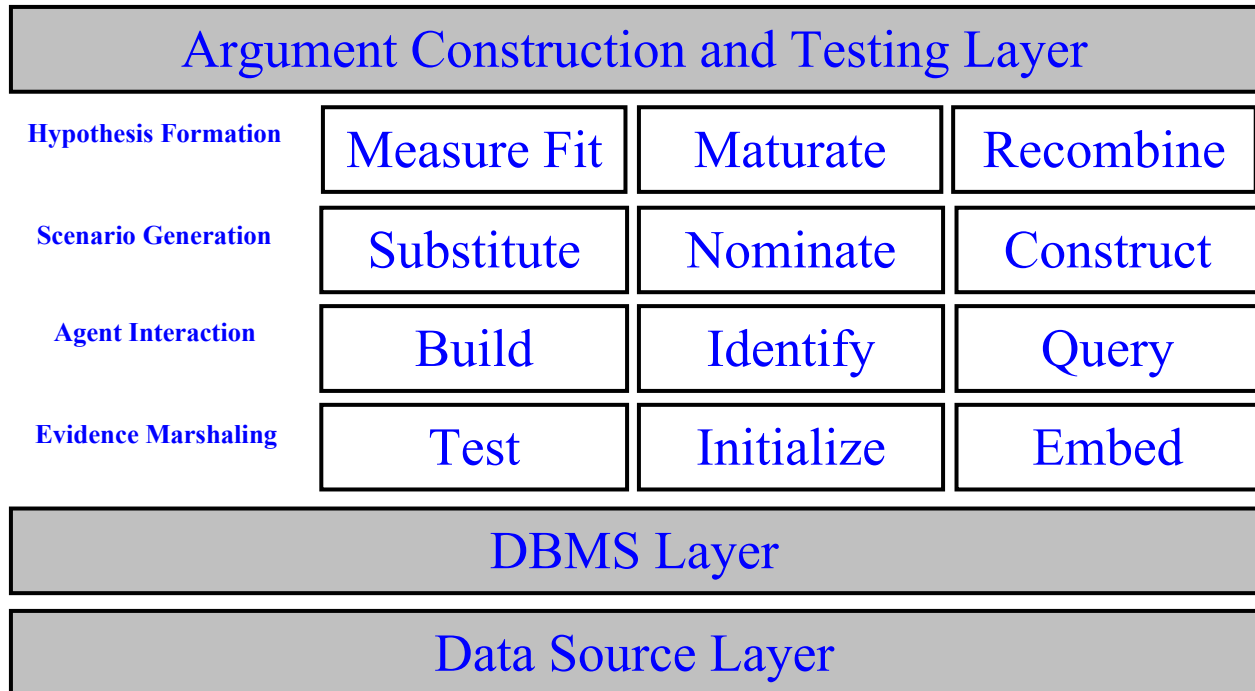 Argument Construction and Testing Layer
Hypothesis Formation
Measure Fit
Maturate
Recombine
Scenario Generation
Substitute
Nominate
Construct
Agent Interaction
Build
Identify
Query
Evidence Marshaling
Test
Initialize
Embed
DBMS Layer
Data Source Layer